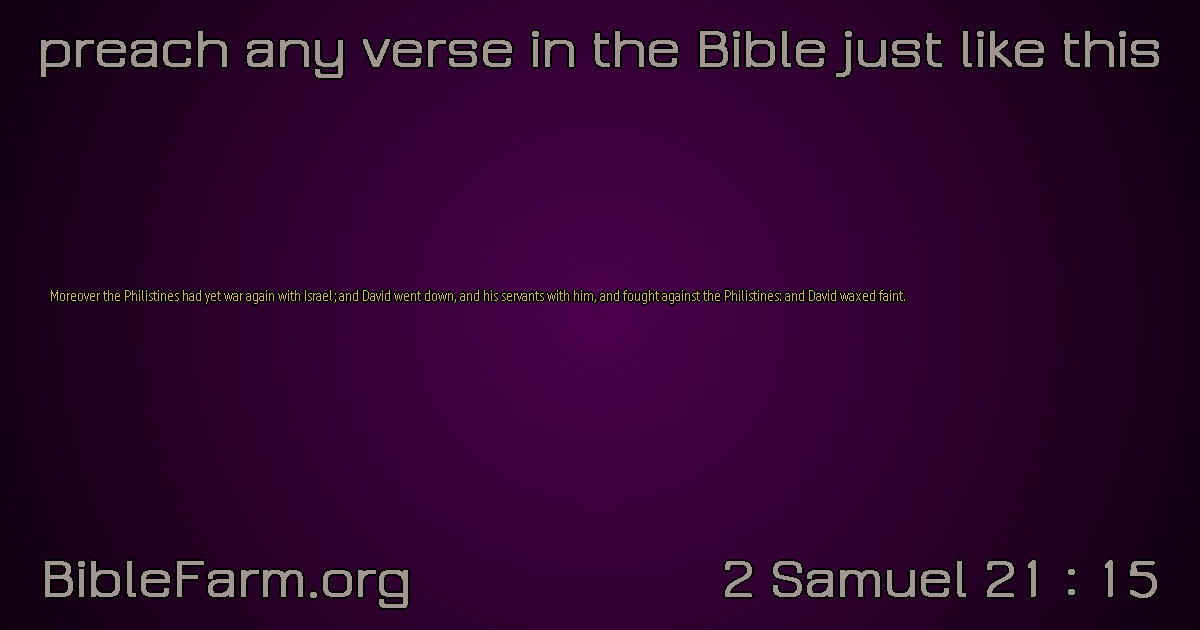 preach any verse in the Bible just like this
Moreover the Philistines had yet war again with Israel; and David went down, and his servants with him, and fought against the Philistines: and David waxed faint.
BibleFarm.org
2 Samuel 21 : 15